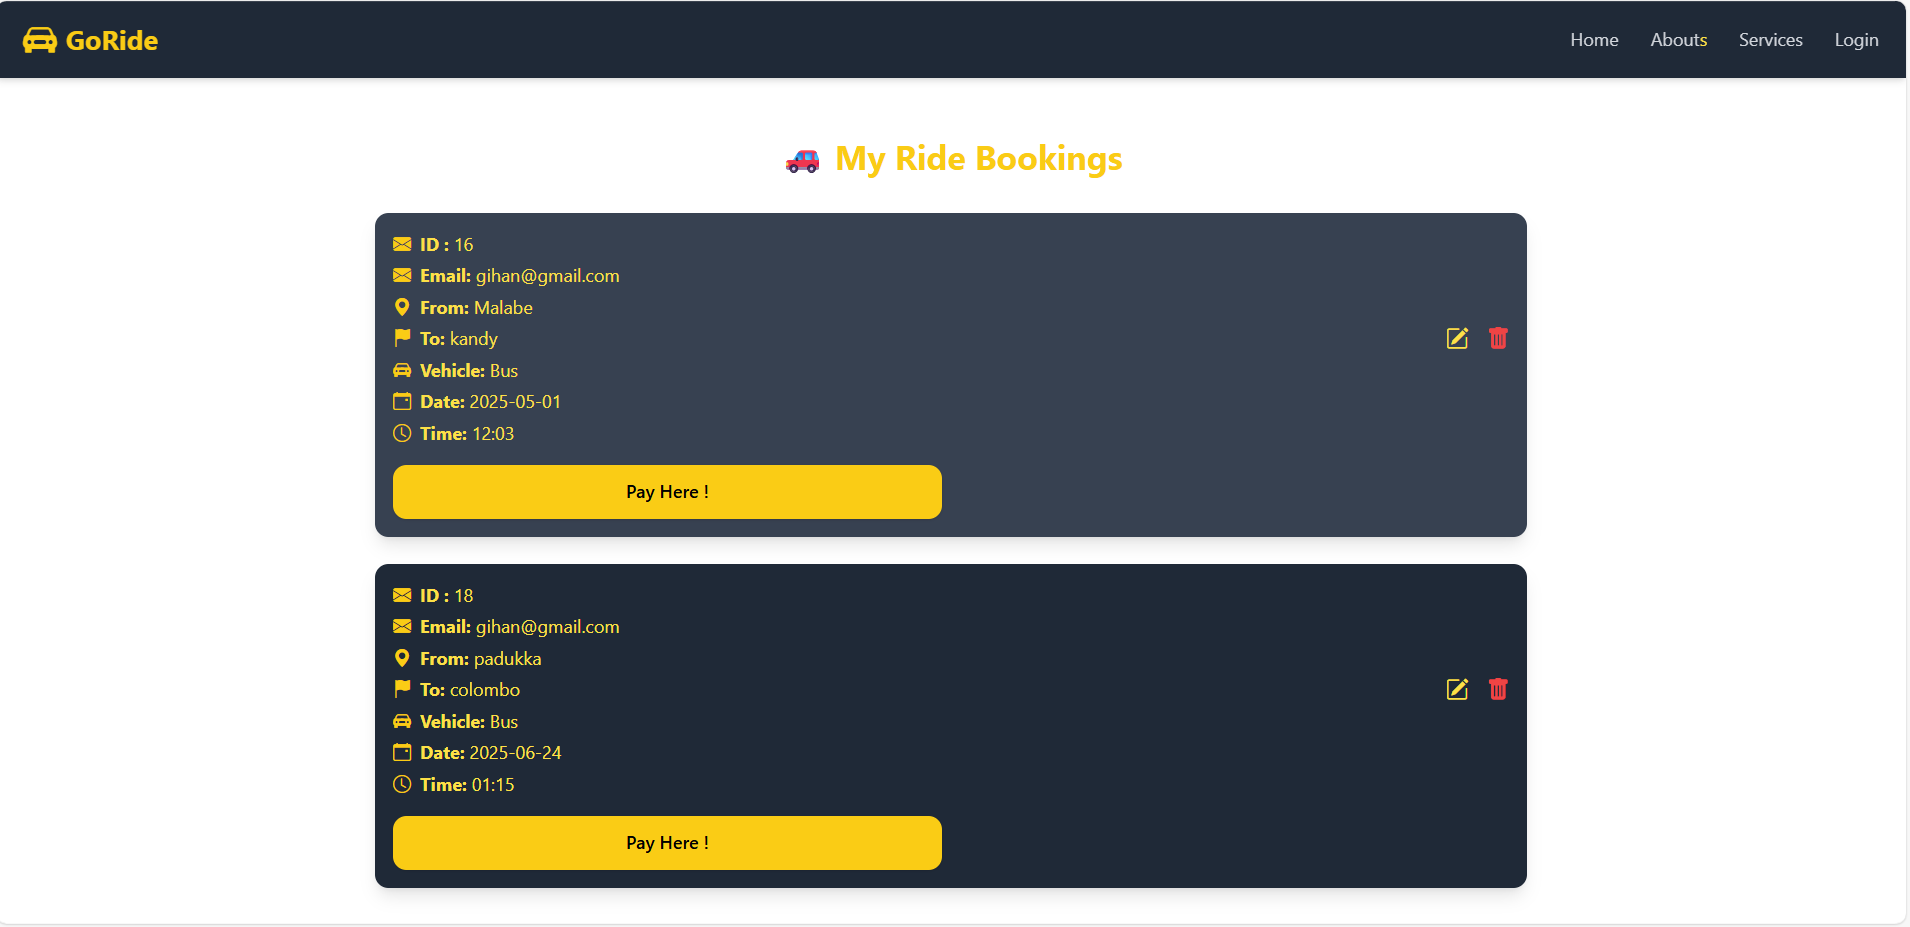 GoRide
Home Abouts Services Login
My Ride Bookings
ID : 16
Email: gihan@gmail.com
From: Malabe
To: kandy
Vehicle: Bus
Date: 2025-05-01
Time: 12:03
Pay Here !
ID : 18
Email: gihan@gmail.com
From: padukka
To: colombo
Vehicle: Bus
Date: 2025-06-24
Time: 01:15
Pay Here !